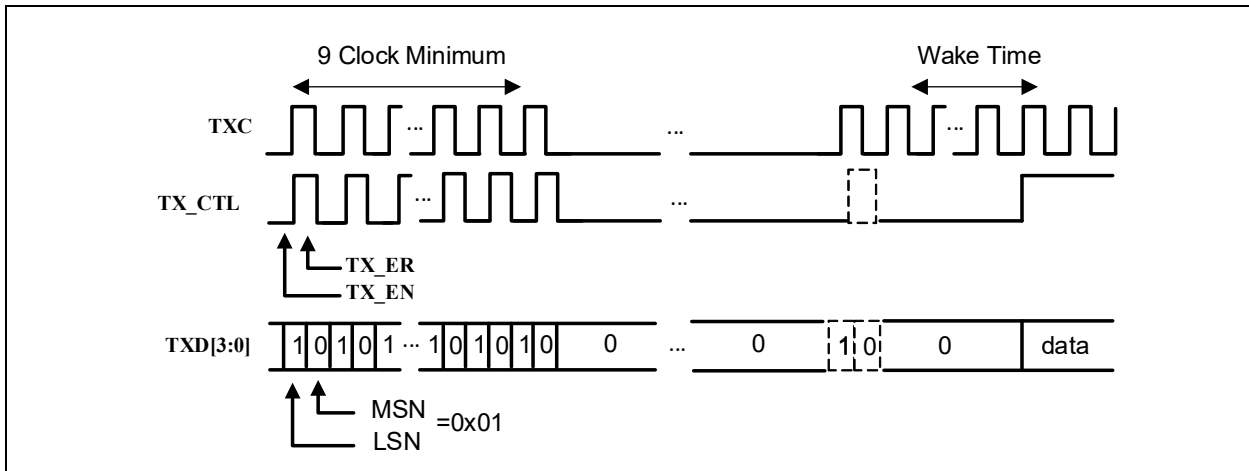 9 Clock Minimum Wake Time
TXC ... ... ...
TX_CTL ... ...
TX_ER
TX_EN
TXD[3:0] 1 0 1 0 1 ... 1 0 1 0 1 0 0 ... 0 1 0 0 data
MSN
=0x01
LSN